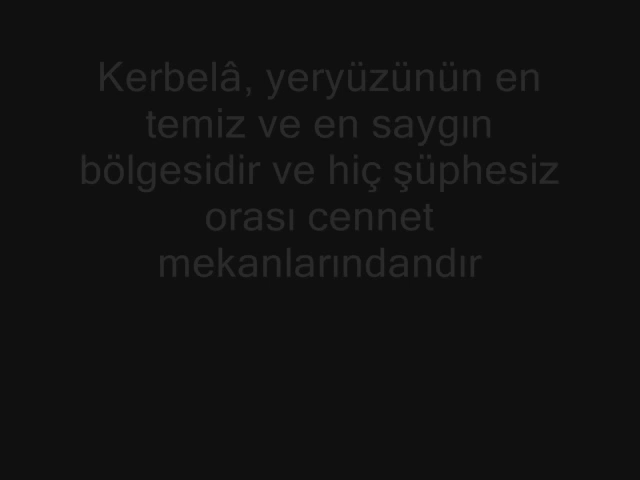 Kerbelâ, yeryüzünün en
temiz ve en saygın
bölgesidir ve hiç şüphesiz
orası cennet
mekanlarındandır